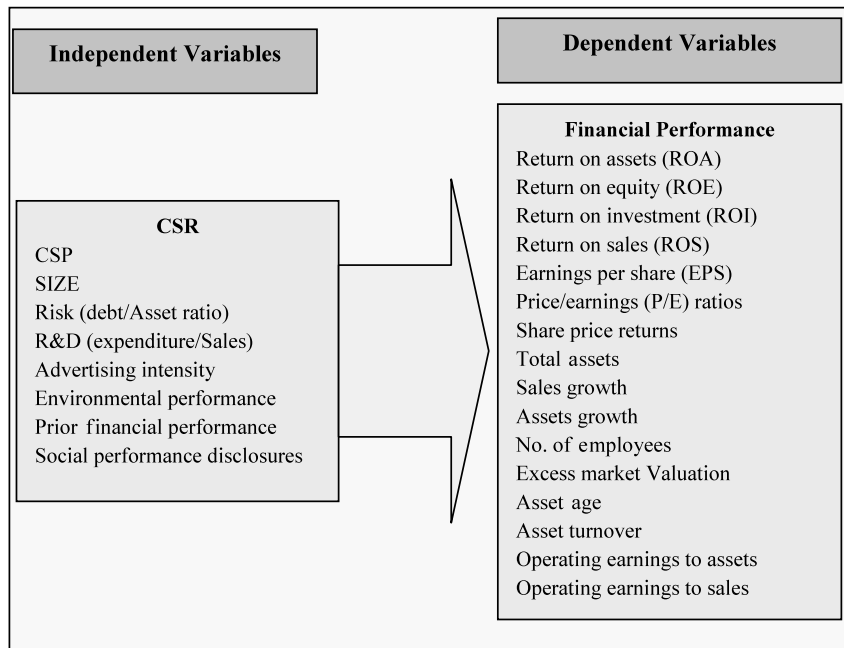 Independent Variables
Dependent Variables
CSR
CSP
SIZE
Risk (debt/Asset ratio)
R&D (expenditure/Sales)
Advertising intensity
Environmental performance
Prior financial performance
Social performance disclosures
Financial Performance
Return on assets (ROA)
Return on equity (ROE)
Return on investment (ROI)
Return on sales (ROS)
Earnings per share (EPS)
Price/earnings (P/E) ratios
Share price returns
Total assets
Sales growth
Assets growth
No. of employees
Excess market Valuation
Asset age
Asset turnover
Operating earnings to assets
Operating earnings to sales